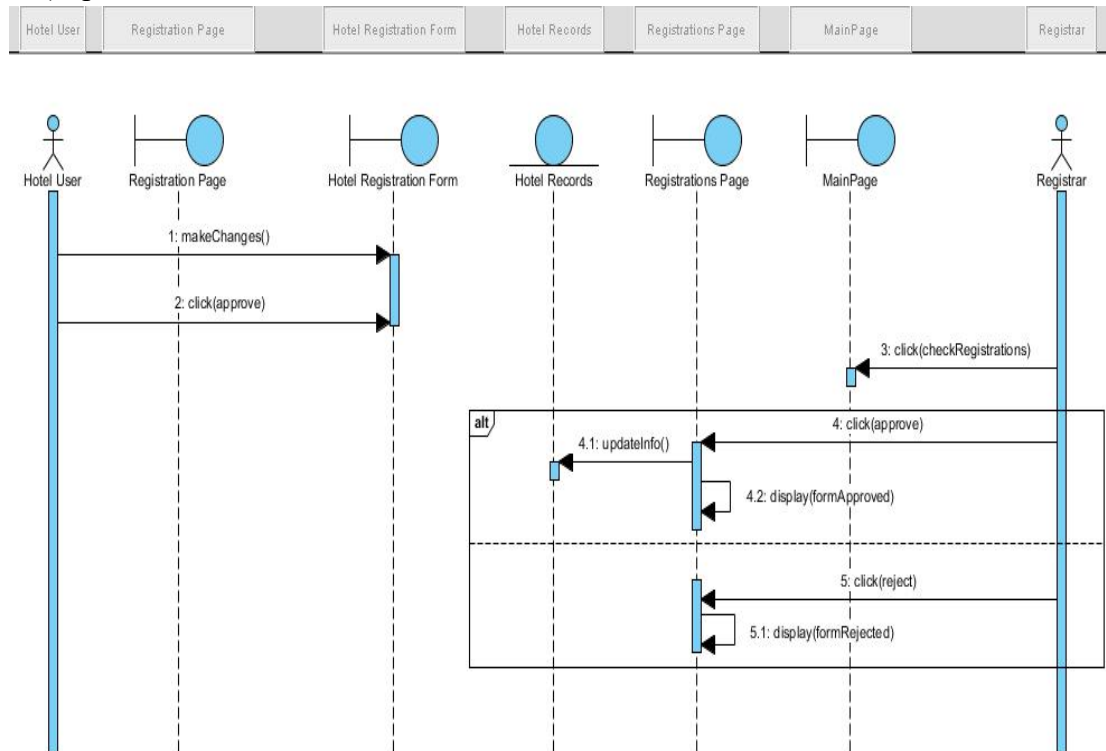 Hotel User Registration Page Hotel Registration Form Hotel Records Registrations Page MainPage Registrar
Hotel User Registration Page Hotel Registration Form Hotel Records Registrations Page MainPage Registrar
1: makeChanges()
2: click(approve)
3: click(checkRegistrations)
alt
4: click(approve)
4.1: updateInfo()
4.2: display(formApproved)
5: click(reject)
5.1: display(formRejected)